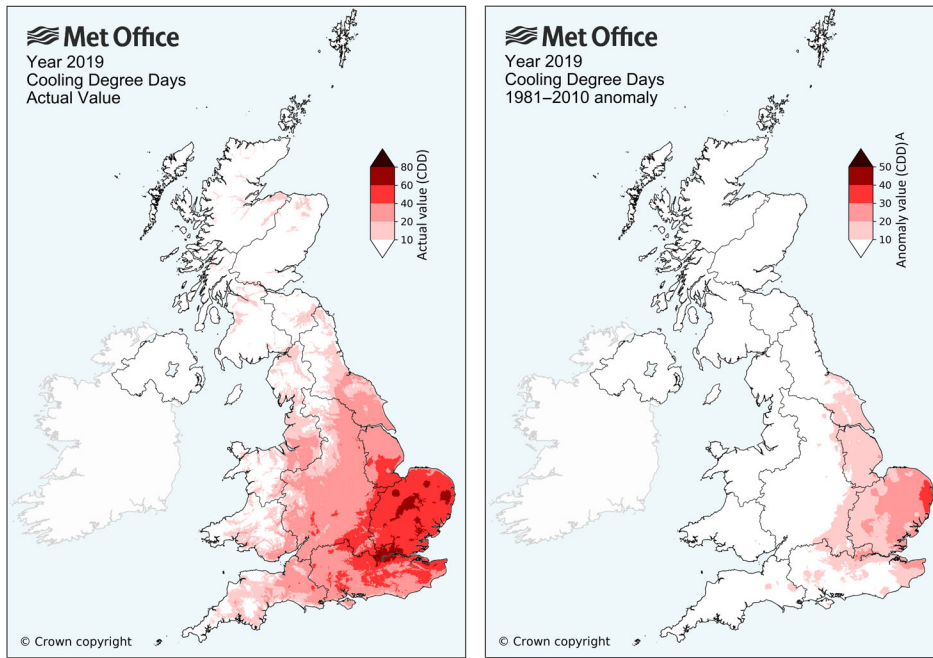 Met Office
Year 2019
Cooling Degree Days
Actual Value
80
60
40
20
10
Actual value (CDD)
© Crown copyright
Met Office
Year 2019
Cooling Degree Days
1981–2010 anomaly
50
40
30
20
10
Anomaly value (CDD)A
© Crown copyright